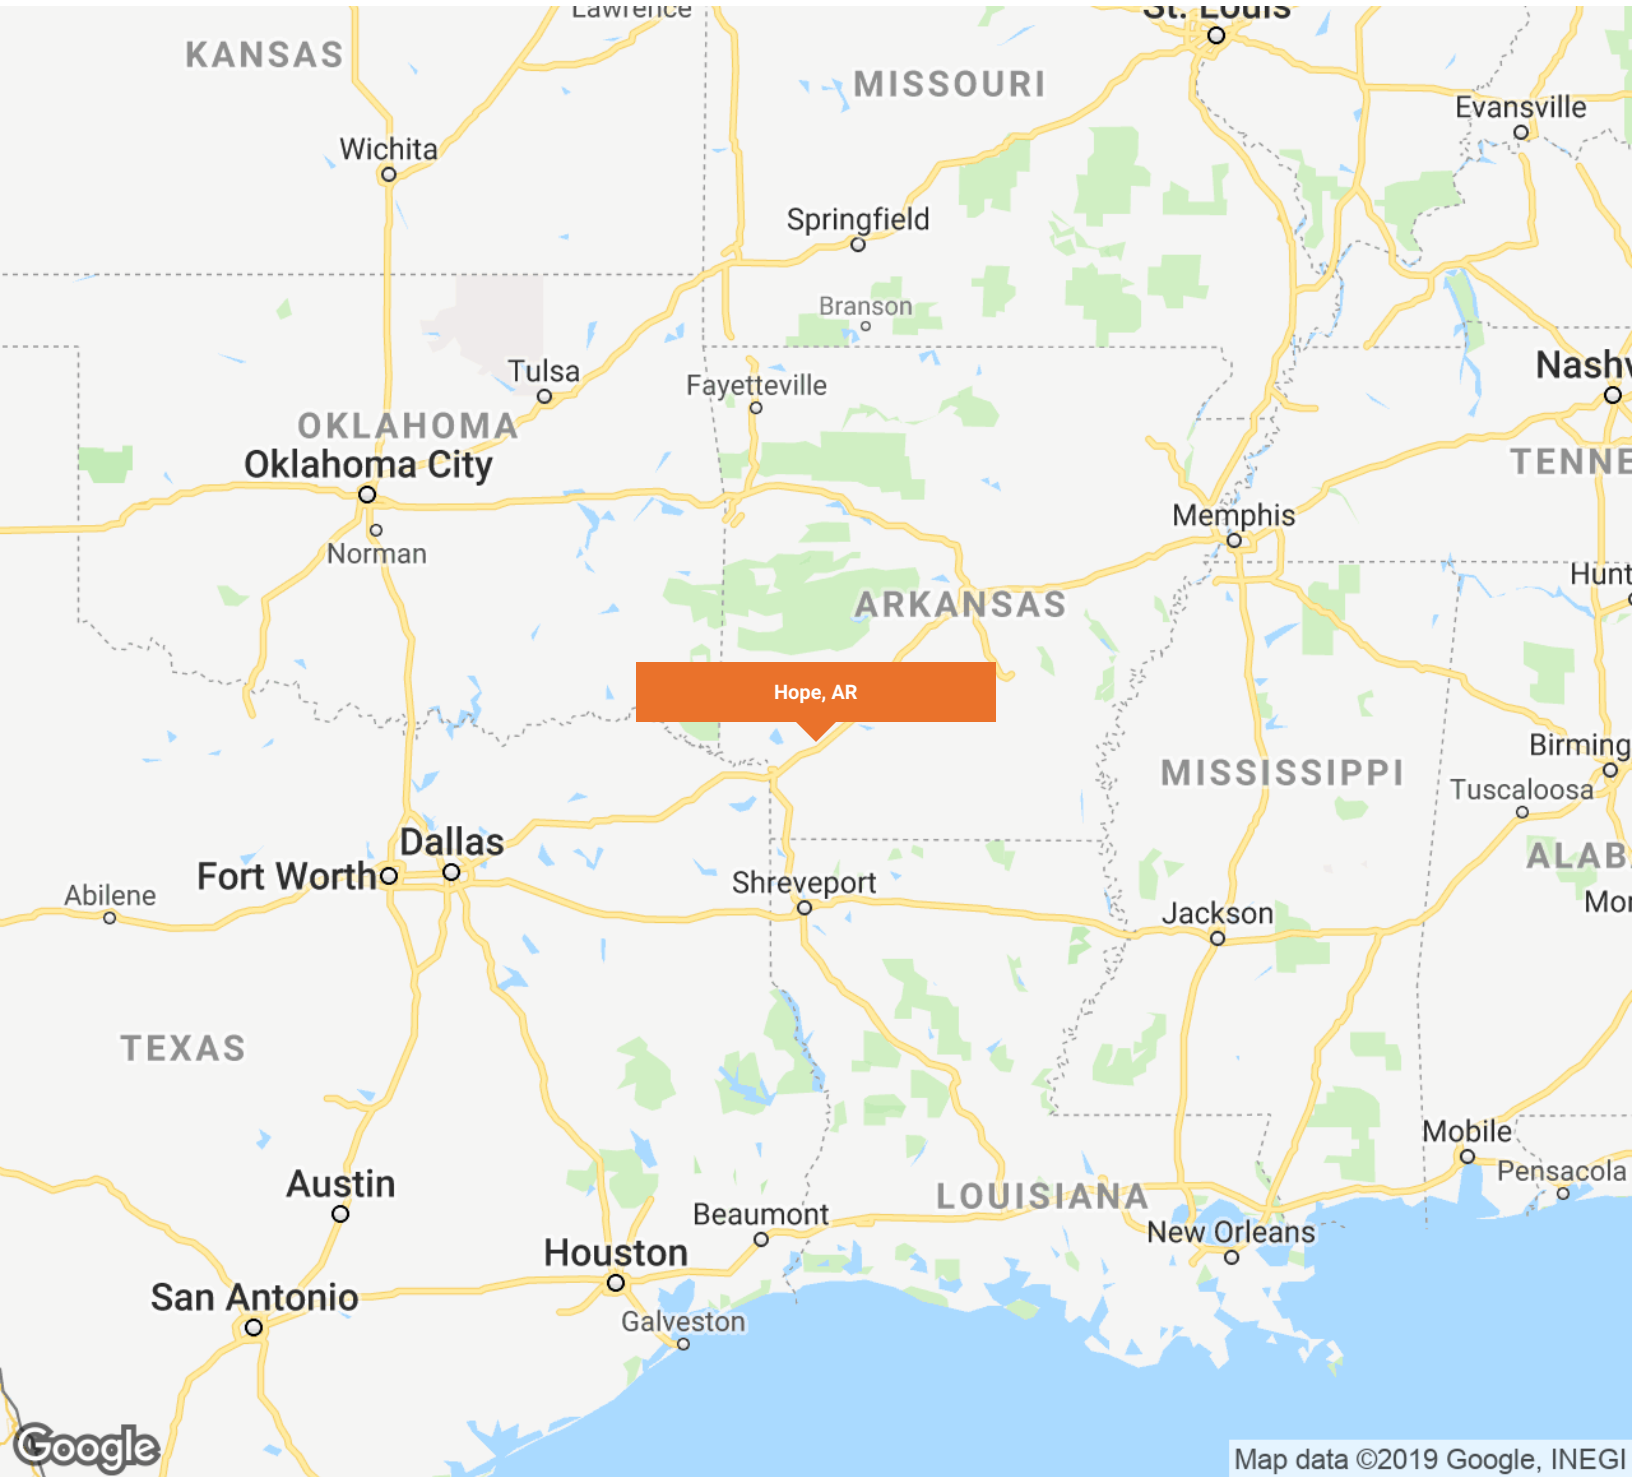 Lawrence
St. Louis
KANSAS
MISSOURI
Evansville
Wichita
Springfield
Branson
Nashv
Tulsa
Fayetteville
OKLAHOMA
Oklahoma City
TENNE
Memphis
Norman
Hunt
ARKANSAS
Hope, AR
Birming
MISSISSIPPI
Tuscaloosa
Dallas
ALAB
Fort Worth
Shreveport
Abilene
Mor
Jackson
TEXAS
Mobile
Pensacola
Austin
LOUISIANA
Beaumont
New Orleans
Houston
San Antonio
Galveston
Google
Map data ©2019 Google, INEGI